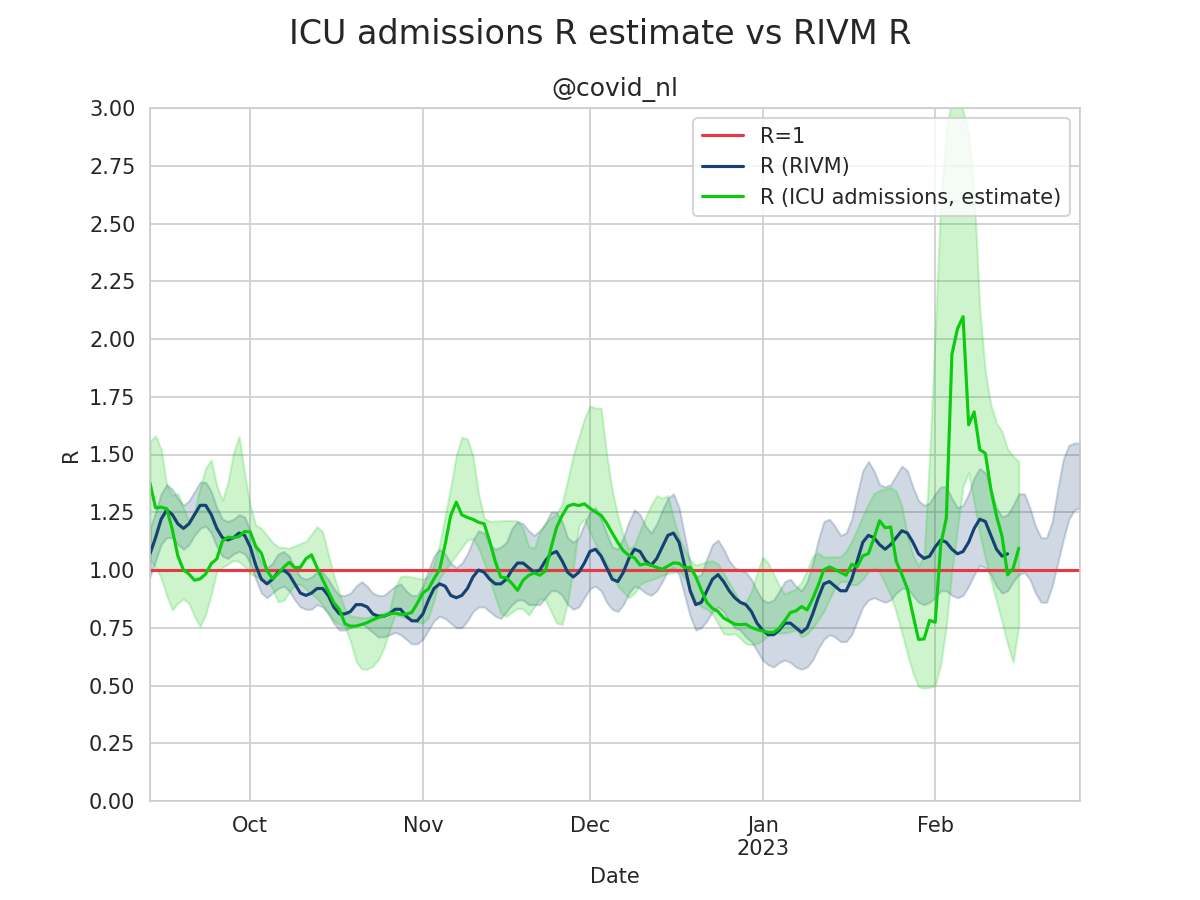 ICU admissions R estimate vs RIVM R
@covid_nl
R=1
R (RIVM)
R (ICU admissions, estimate)
3.00
2.75
2.50
2.25
2.00
1.75
1.50
1.25
1.00
0.75
0.50
0.25
0.00
R
Oct
Nov
Dec
Jan
2023
Feb
Date